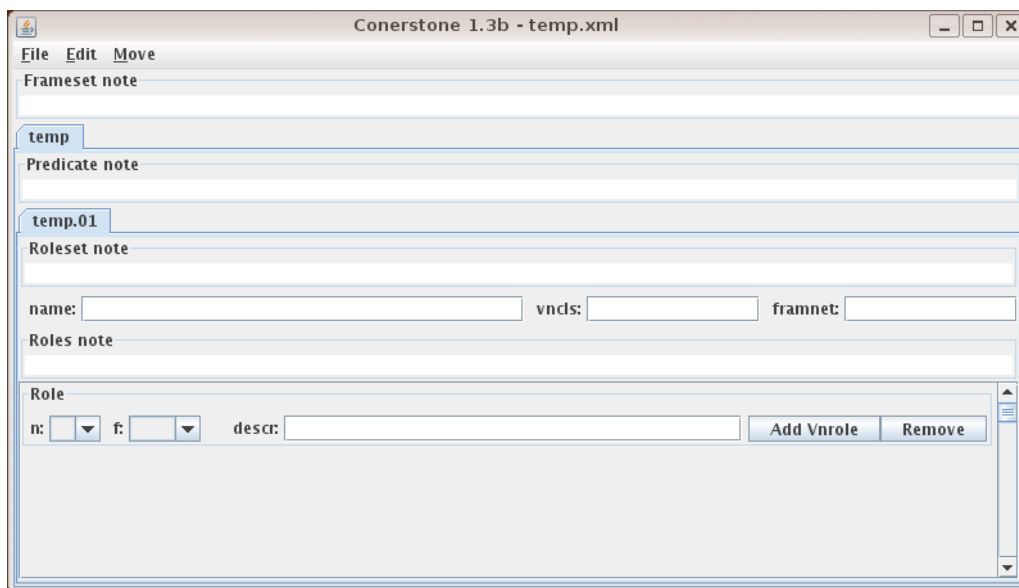 Conerstone 1.3b - temp.xml
File Edit Move
Frameset note
temp
Predicate note
temp.01
Roleset note
name: vncls: framnet:
Roles note
Role
n: f: descr: Add Vnrole Remove